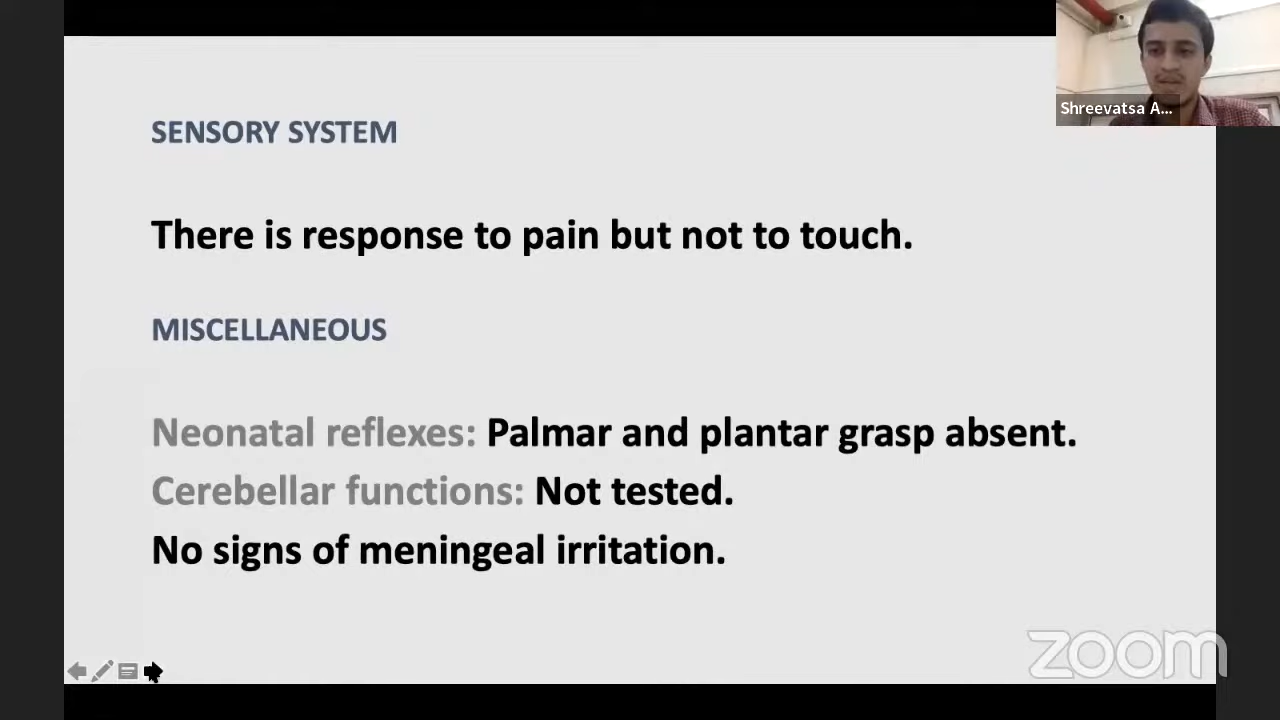 Shreevatsa A...
SENSORY SYSTEM
There is response to pain but not to touch.
MISCELLANEOUS
Neonatal reflexes: Palmar and plantar grasp absent.
Cerebellar functions: Not tested.
No signs of meningeal irritation.
zoom